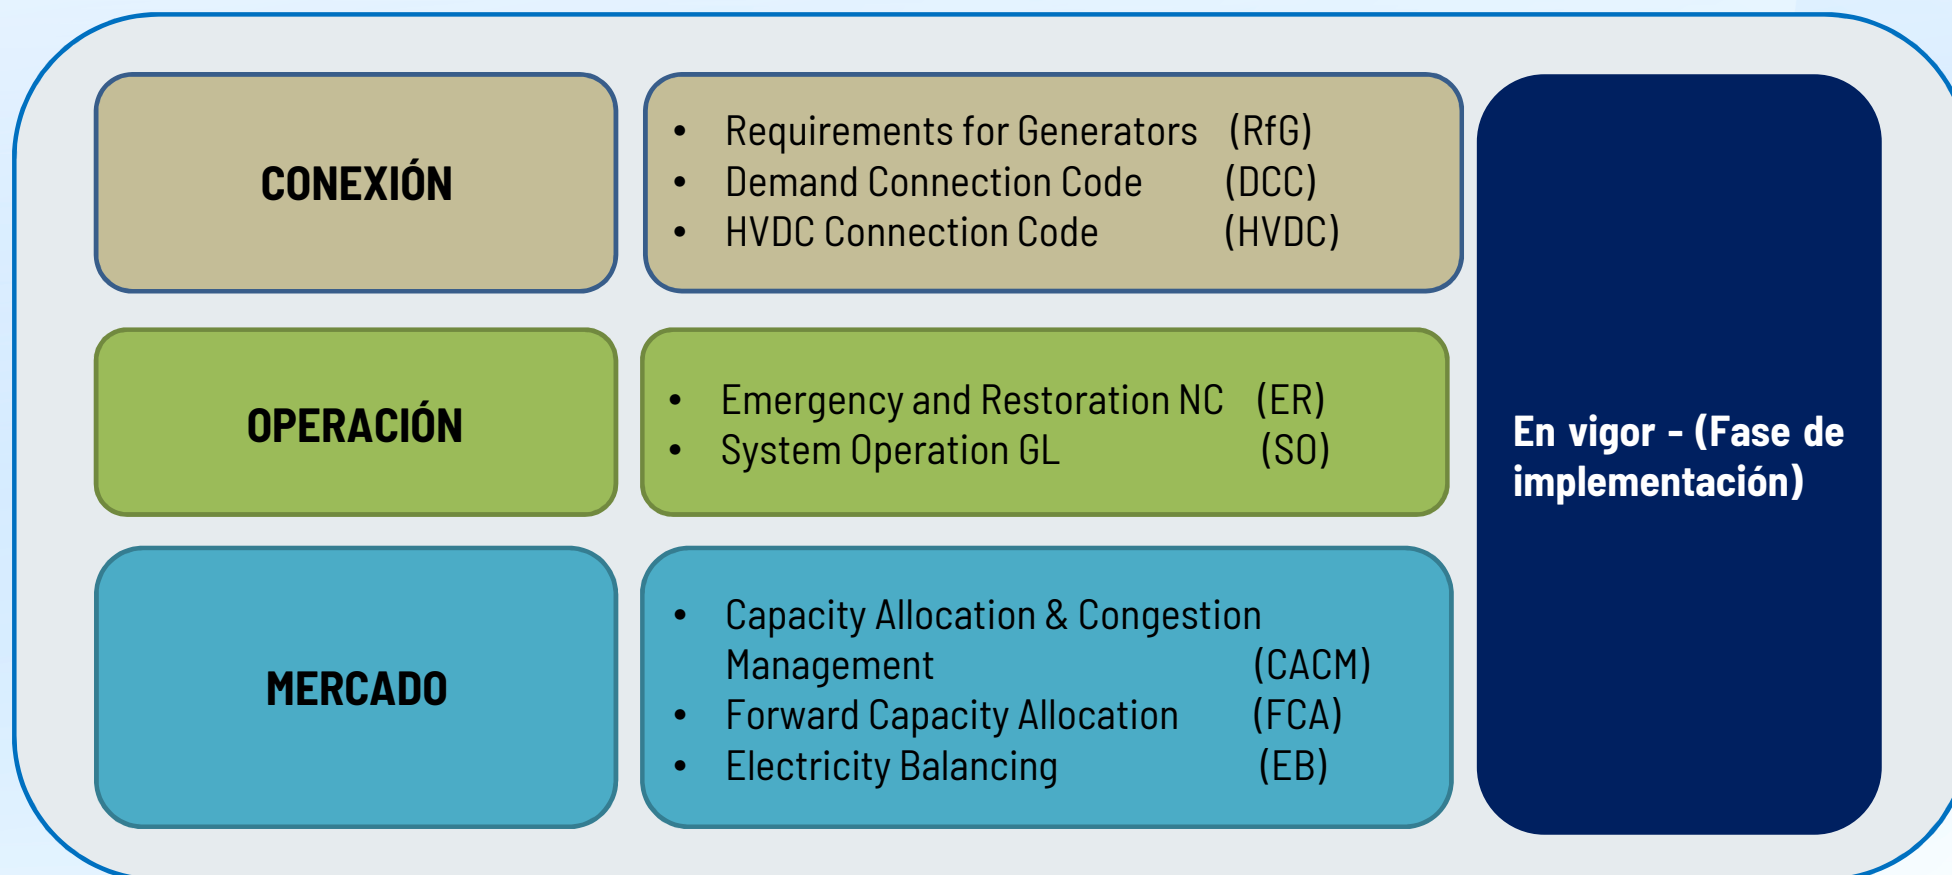 CONEXIÓN
• Requirements for Generators (RfG)
• Demand Connection Code (DCC)
• HVDC Connection Code (HVDC)
OPERACIÓN
• Emergency and Restoration NC (ER)
• System Operation GL (SO)
MERCADO
• Capacity Allocation & Congestion
Management (CACM)
• Forward Capacity Allocation (FCA)
• Electricity Balancing (EB)
En vigor - (Fase de
implementación)